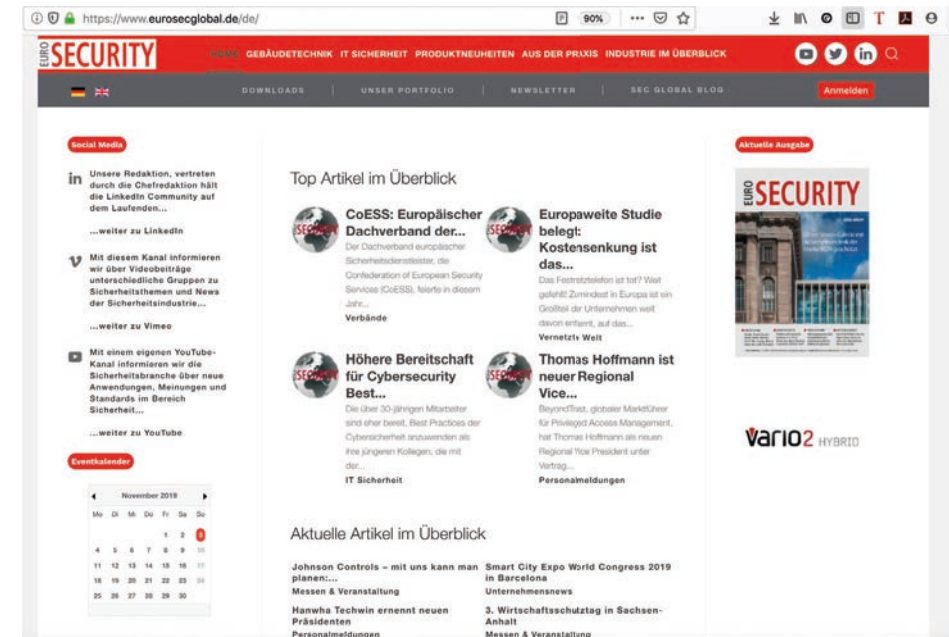 https://www.eurosecglobal.de/de/
90%
EURO SECURITY
HOME GEBÄUDETECHNIK IT SICHERHEIT PRODUKTNEUHEITEN AUS DER PRAXIS INDUSTRIE IM ÜBERBLICK
DOWNLOADS UNSER PORTFOLIO NEWSLETTER SEC GLOBAL BLOG
Anmelden
Social Media
Unsere Redaktion, vertreten
durch die Chefredaktion hält
die LinkedIn Community auf
dem Laufenden...
...weiter zu LinkedIn
Mit diesem Kanal informieren
wir über Videobeiträge
unterschiedliche Gruppen zu
Sicherheitsthemen und News
der Sicherheitsindustrie...
...weiter zu Vimeo
Mit einem eigenen YouTube-
Kanal informieren wir die
Sicherheitsbranche über neue
Anwendungen, Meinungen und
Standards im Bereich
Sicherheit...
...weiter zu YouTube
Eventkalender
November 2019
Mo Di Mi Do Fr Sa So
1 2 3
4 5 6 7 8 9 10
11 12 13 14 15 16 17
18 19 20 21 22 23 24
25 26 27 28 29 30
Top Artikel im Überblick
CoESS: Europäischer
Dachverband der...
Der Dachverband europäischer
Sicherheitsdienstleister, die
Confederation of European Security
Services (CoESS), feierte in diesem
Jahr...
Verbände
Europaweite Studie
belegt:
Kostensenkung ist
das...
Das Festnetztelefon ist tot? Weit
gefehlt! Zumindest in Europa ist ein
Großteil der Unternehmen weit
davon entfernt, auf das...
Vernetzte Welt
Höhere Bereitschaft
für Cybersecurity
Best...
Die über 30-jährigen Mitarbeiter
sind eher bereit, Best Practices der
Cybersicherheit anzuwenden als
ihre jüngeren Kollegen, die mit
der...
IT Sicherheit
Thomas Hoffmann ist
neuer Regional
Vice...
BeyondTrust, globaler Marktführer
für Privileged Access Management,
hat Thomas Hoffmann als neuen
Regional Vice President unter
Vertrag...
Personalmeldungen
Aktuelle Artikel im Überblick
Johnson Controls – mit uns kann man
planen:...
Messen & Veranstaltung
Smart City Expo World Congress 2019
in Barcelona
Unternehmensnews
Hanwha Techwin ernennt neuen
Präsidenten
Personalmeldungen
3. Wirtschaftsschutztag in Sachsen-
Anhalt
Messen & Veranstaltung
Aktuelle Ausgabe
EURO SECURITY
VARIO2 HYBRID